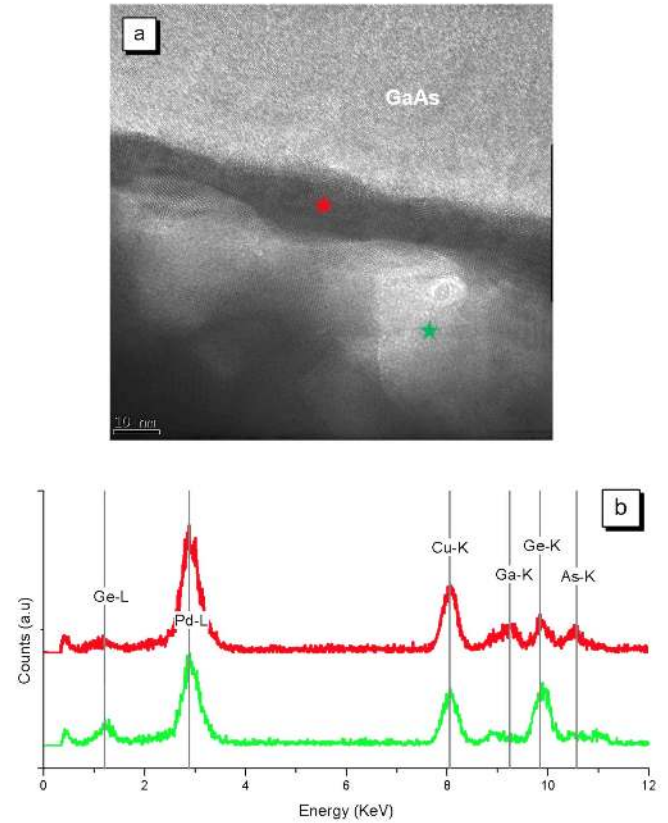 a
GaAs
10 nm
b
Ge-L
Pd-L
Cu-K
Ga-K
Ge-K
As-K
Counts (a.u)
0 2 4 6 8 10 12
Energy (KeV)